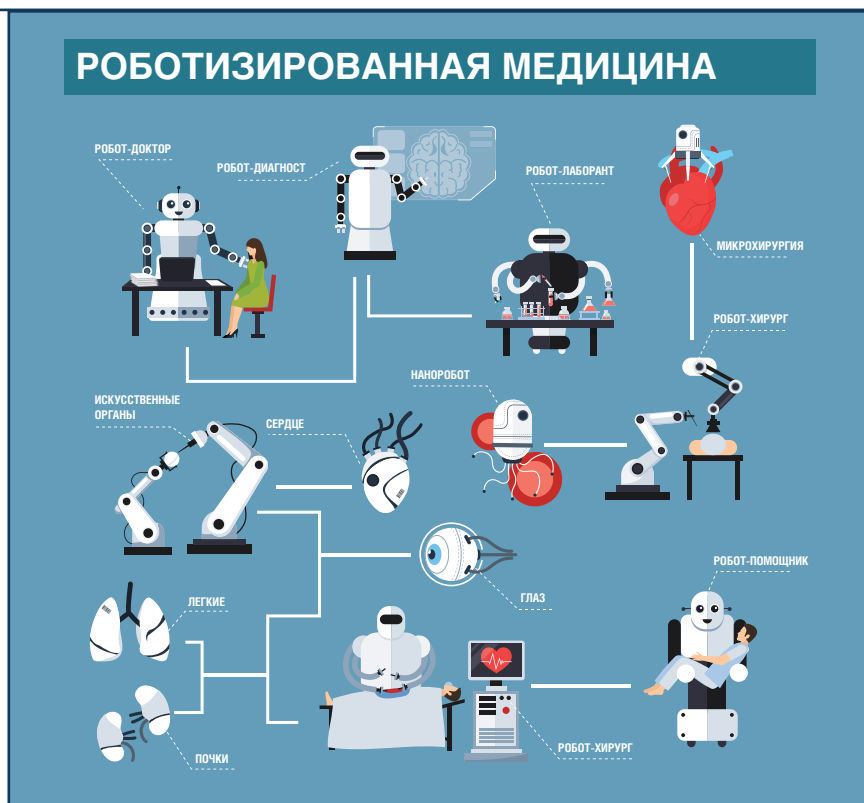 РОБОТИЗИРОВАННАЯ МЕДИЦИНА
РОБОТ-ДОКТОР
РОБОТ-ДИАГНОСТ
РОБОТ-ЛАБОРАНТ
МИКРОХИРУРГИЯ
РОБОТ-ХИРУРГ
НАНОРОБОТ
ИСКУССТВЕННЫЕ
ОРГАНЫ
СЕРДЦЕ
РОБОТ-ПОМОЩНИК
ГЛАЗ
ЛЕГКИЕ
РОБОТ-ХИРУРГ
ПОЧКИ